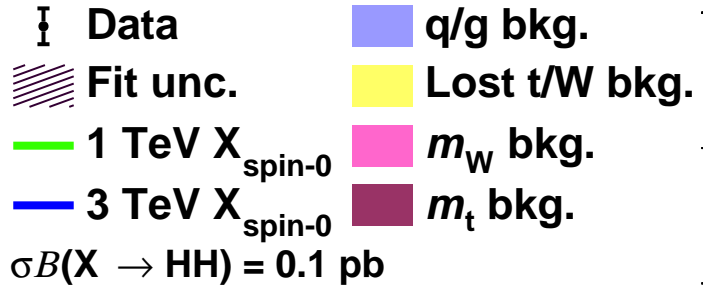 Data q/g bkg.
Fit unc. Lost t/W bkg.
1 TeV X_spin-0 m_W bkg.
3 TeV X_spin-0 m_t bkg.
σB(X → HH) = 0.1 pb